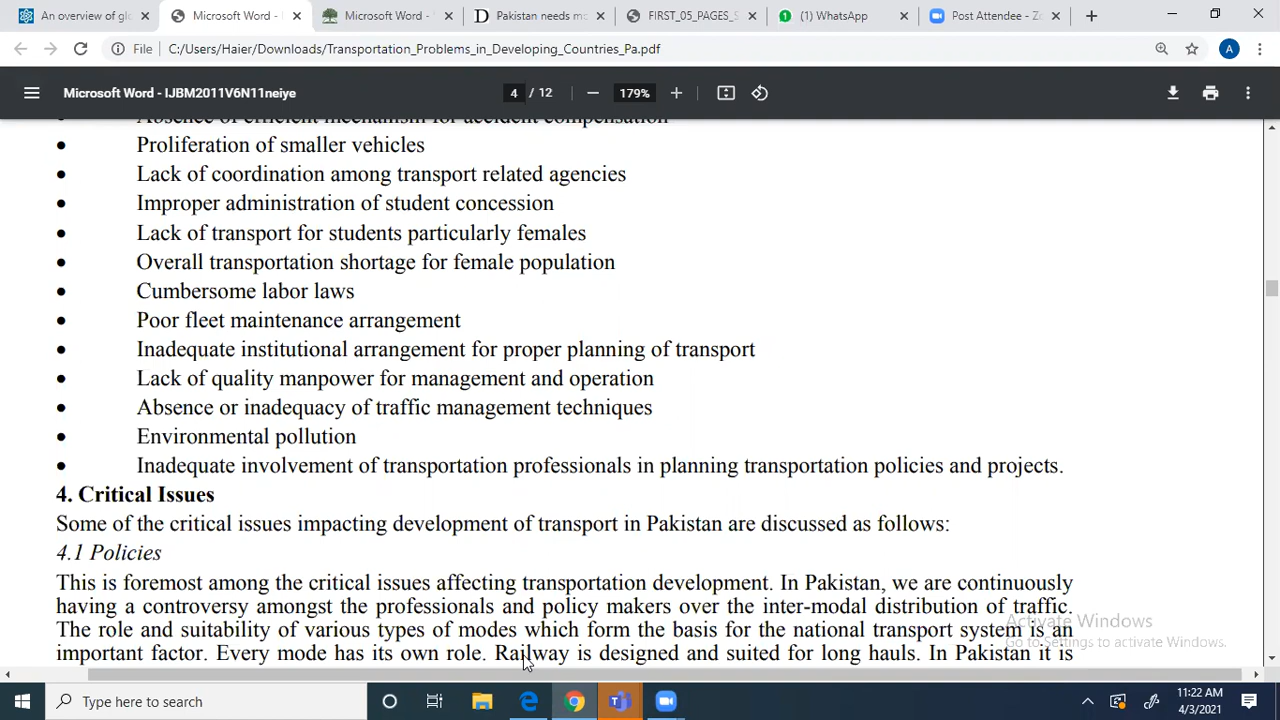 An overview of glo
Microsoft Word -
Microsoft Word -
Pakistan needs mo
FIRST_05_PAGES_S
(1) WhatsApp
Post Attendee - Zo
File
C:/Users/Haier/Downloads/Transportation_Problems_in_Developing_Countries_Pa.pdf
A
Microsoft Word - IJBM2011V6N11neiye
4 / 12
179%
Absence of efficient mechanism for accident compensation
• Proliferation of smaller vehicles
• Lack of coordination among transport related agencies
• Improper administration of student concession
• Lack of transport for students particularly females
• Overall transportation shortage for female population
• Cumbersome labor laws
• Poor fleet maintenance arrangement
• Inadequate institutional arrangement for proper planning of transport
• Lack of quality manpower for management and operation
• Absence or inadequacy of traffic management techniques
• Environmental pollution
• Inadequate involvement of transportation professionals in planning transportation policies and projects.
4. Critical Issues
Some of the critical issues impacting development of transport in Pakistan are discussed as follows:
4.1 Policies
This is foremost among the critical issues affecting transportation development. In Pakistan, we are continuously
having a controversy amongst the professionals and policy makers over the inter-modal distribution of traffic.
The role and suitability of various types of modes which form the basis for the national transport system is an
important factor. Every mode has its own role. Railway is designed and suited for long hauls. In Pakistan it is
Activate Windows
Go to Settings to activate Windows.
Type here to search
11:22 AM
4/3/2021